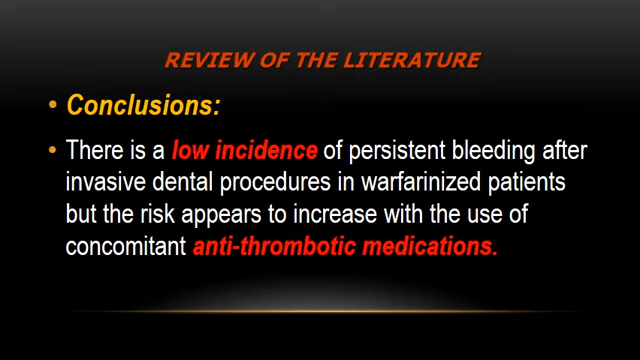 REVIEW OF THE LITERATURE
• Conclusions:
• There is a low incidence of persistent bleeding after
invasive dental procedures in warfarinized patients
but the risk appears to increase with the use of
concomitant anti-thrombotic medications.